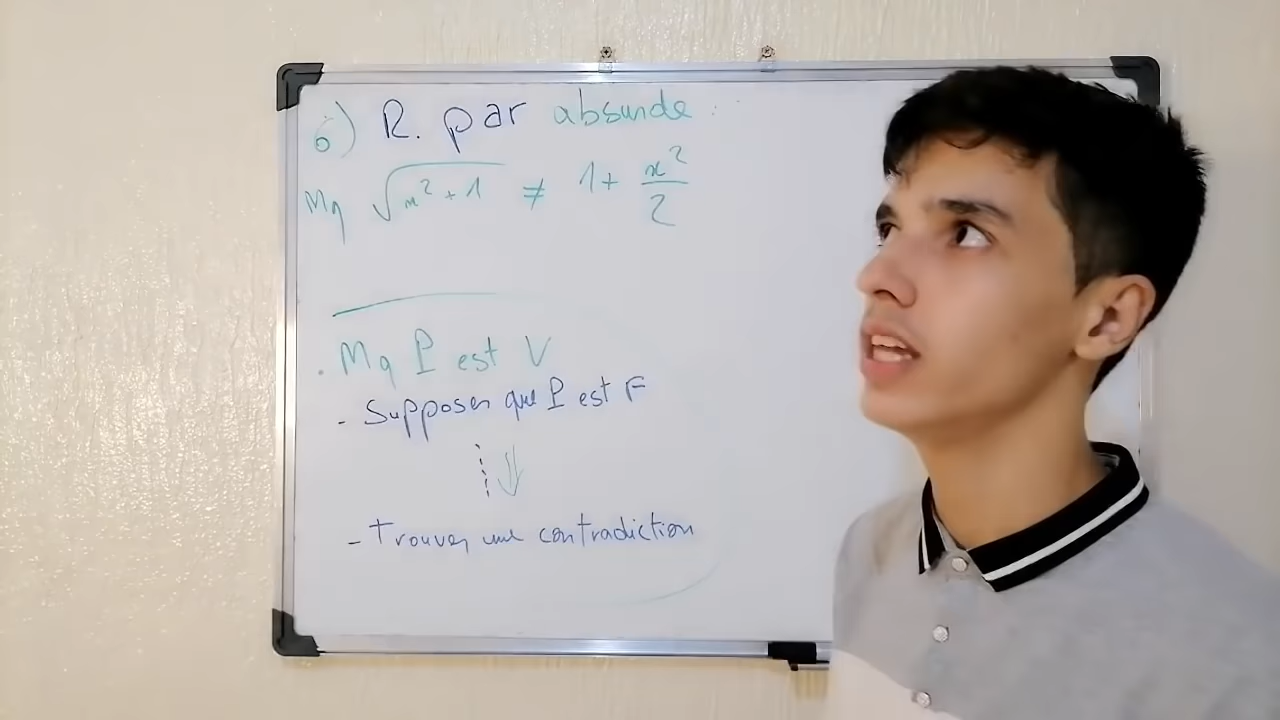 6) R. par absurde :
Mq √(x² + 1) ≠ 1 + x²/2
. Mq P est V
- Supposer que P est F
⇓
- Trouver une contradiction